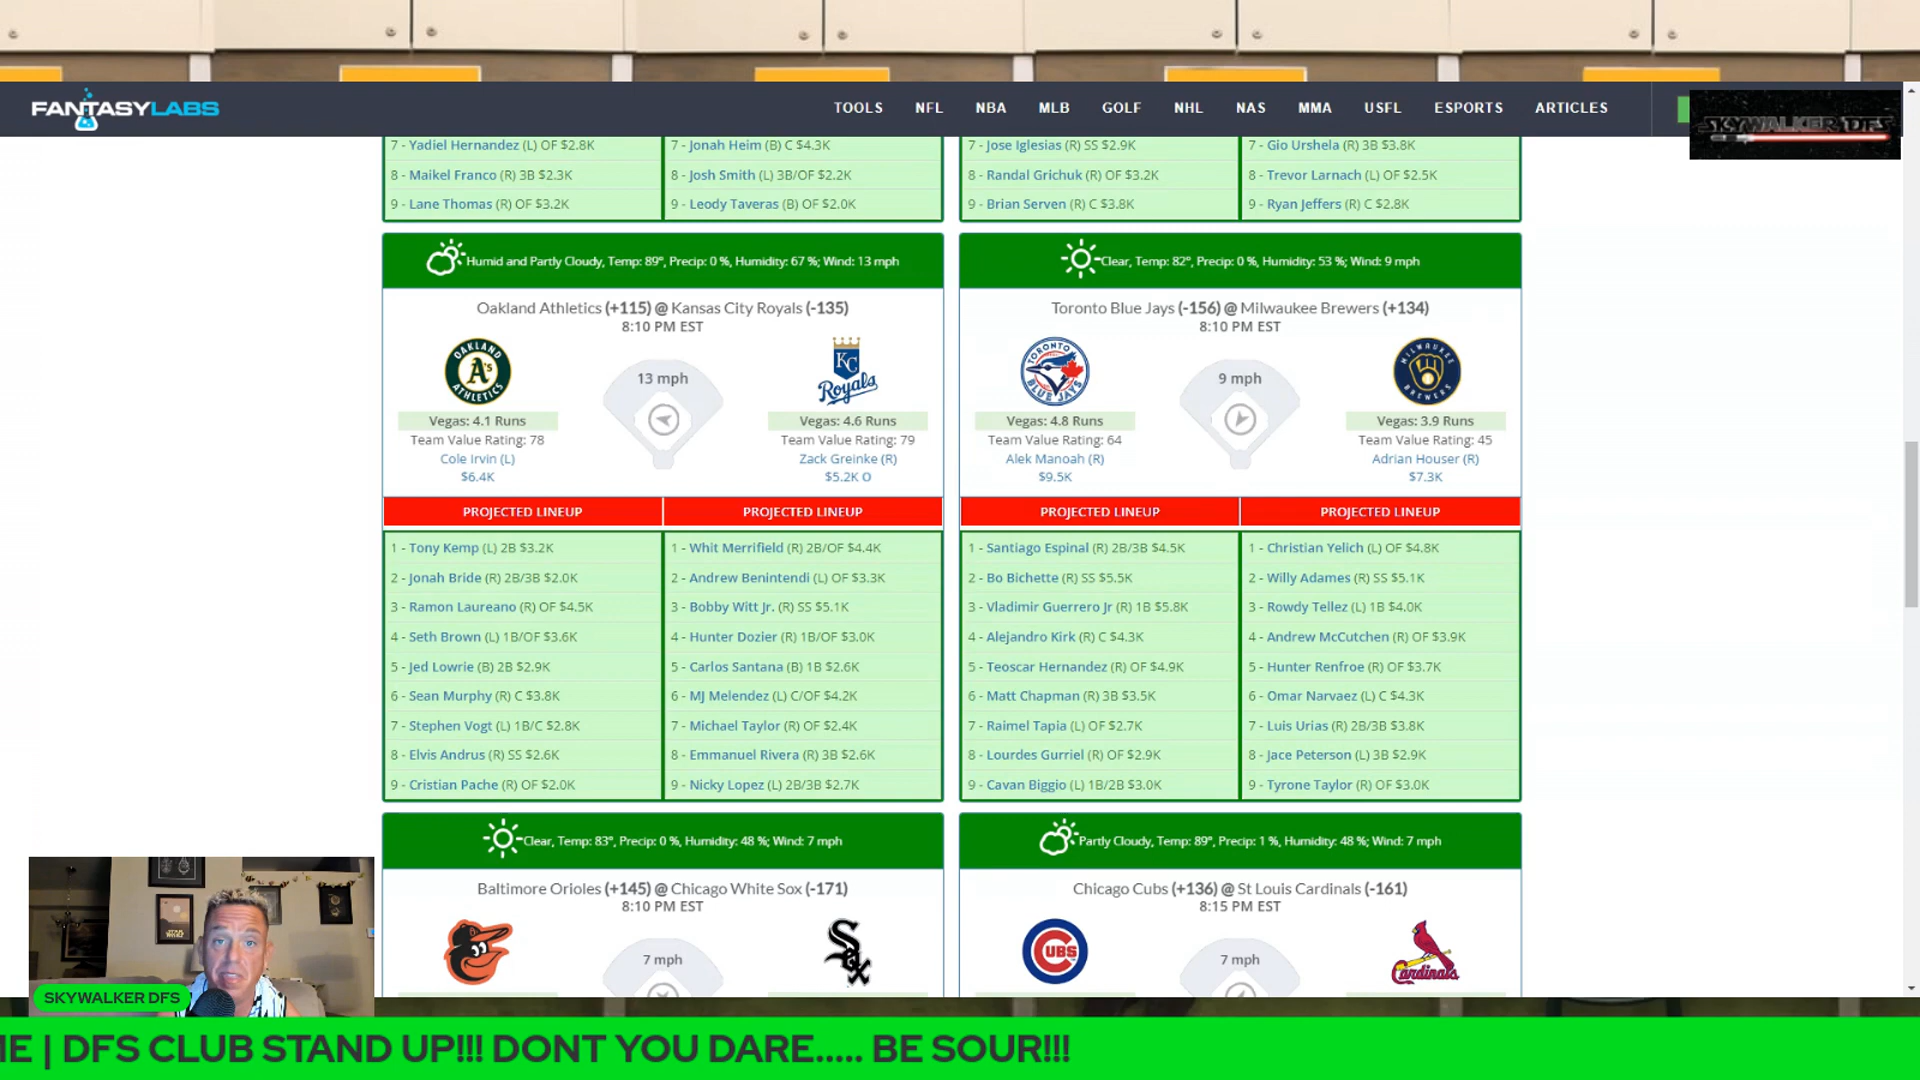 FANTASYLABS
TOOLS NFL NBA MLB GOLF NHL NAS MMA USFL ESPORTS ARTICLES
SKYWALKER DFS
7 - Yadiel Hernandez (L) OF $2.8K
8 - Maikel Franco (R) 3B $2.3K
9 - Lane Thomas (R) OF $3.2K
7 - Jonah Heim (B) C $4.3K
8 - Josh Smith (L) 3B/OF $2.2K
9 - Leody Taveras (B) OF $2.0K
7 - Jose Iglesias (R) SS $2.9K
8 - Randal Grichuk (R) OF $3.2K
9 - Brian Serven (R) C $3.8K
7 - Gio Urshela (R) 3B $3.8K
8 - Trevor Larnach (L) OF $2.5K
9 - Ryan Jeffers (R) C $2.8K
Humid and Partly Cloudy, Temp: 89°, Precip: 0 %, Humidity: 67 %; Wind: 13 mph
Oakland Athletics (+115) @ Kansas City Royals (-135)
8:10 PM EST
OAKLAND
A's
ATHLETICS
13 mph
KC
Royals
Vegas: 4.1 Runs
Team Value Rating: 78
Cole Irvin (L)
$6.4K
Vegas: 4.6 Runs
Team Value Rating: 79
Zack Greinke (R)
$5.2K O
PROJECTED LINEUP
PROJECTED LINEUP
1 - Tony Kemp (L) 2B $3.2K
2 - Jonah Bride (R) 2B/3B $2.0K
3 - Ramon Laureano (R) OF $4.5K
4 - Seth Brown (L) 1B/OF $3.6K
5 - Jed Lowrie (B) 2B $2.9K
6 - Sean Murphy (R) C $3.8K
7 - Stephen Vogt (L) 1B/C $2.8K
8 - Elvis Andrus (R) SS $2.6K
9 - Cristian Pache (R) OF $2.0K
1 - Whit Merrifield (R) 2B/OF $4.4K
2 - Andrew Benintendi (L) OF $3.3K
3 - Bobby Witt Jr. (R) SS $5.1K
4 - Hunter Dozier (R) 1B/OF $3.0K
5 - Carlos Santana (B) 1B $2.6K
6 - MJ Melendez (L) C/OF $4.2K
7 - Michael Taylor (R) OF $2.4K
8 - Emmanuel Rivera (R) 3B $2.6K
9 - Nicky Lopez (L) 2B/3B $2.7K
Clear, Temp: 82°, Precip: 0 %, Humidity: 53 %; Wind: 9 mph
Toronto Blue Jays (-156) @ Milwaukee Brewers (+134)
8:10 PM EST
TORONTO
BLUE JAYS
9 mph
MILWAUKEE
BREWERS
Vegas: 4.8 Runs
Team Value Rating: 64
Alek Manoah (R)
$9.5K
Vegas: 3.9 Runs
Team Value Rating: 45
Adrian Houser (R)
$7.3K
PROJECTED LINEUP
PROJECTED LINEUP
1 - Santiago Espinal (R) 2B/3B $4.5K
2 - Bo Bichette (R) SS $5.5K
3 - Vladimir Guerrero Jr (R) 1B $5.8K
4 - Alejandro Kirk (R) C $4.3K
5 - Teoscar Hernandez (R) OF $4.9K
6 - Matt Chapman (R) 3B $3.5K
7 - Raimel Tapia (L) OF $2.7K
8 - Lourdes Gurriel (R) OF $2.9K
9 - Cavan Biggio (L) 1B/2B $3.0K
1 - Christian Yelich (L) OF $4.8K
2 - Willy Adames (R) SS $5.1K
3 - Rowdy Tellez (L) 1B $4.0K
4 - Andrew McCutchen (R) OF $3.9K
5 - Hunter Renfroe (R) OF $3.7K
6 - Omar Narvaez (L) C $4.3K
7 - Luis Urias (R) 2B/3B $3.8K
8 - Jace Peterson (L) 3B $2.9K
9 - Tyrone Taylor (R) OF $3.0K
Clear, Temp: 83°, Precip: 0 %, Humidity: 48 %; Wind: 7 mph
Baltimore Orioles (+145) @ Chicago White Sox (-171)
8:10 PM EST
7 mph
Sox
Partly Cloudy, Temp: 89°, Precip: 1 %, Humidity: 48 %; Wind: 7 mph
Chicago Cubs (+136) @ St Louis Cardinals (-161)
8:15 PM EST
CUBS
7 mph
Cardinals
SKYWALKER DFS
ME | DFS CLUB STAND UP!!! DONT YOU DARE..... BE SOUR!!!